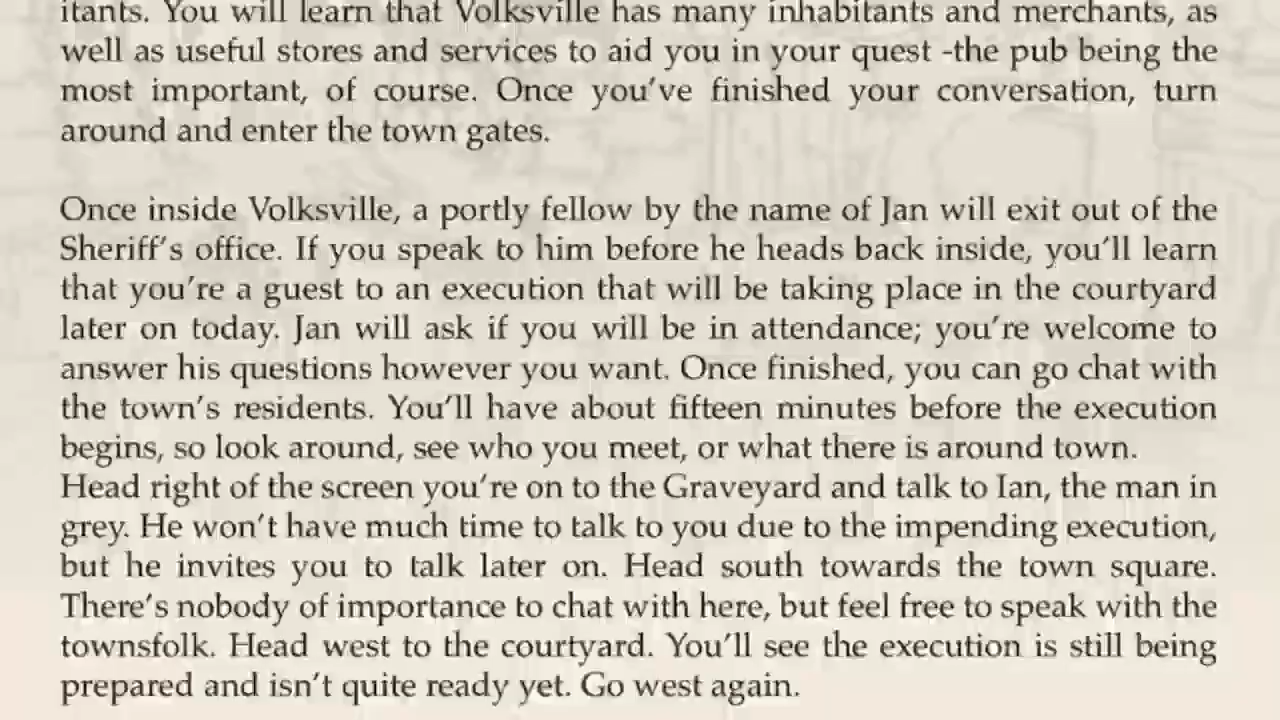 itants. You will learn that Volksville has many inhabitants and merchants, as
well as useful stores and services to aid you in your quest -the pub being the
most important, of course. Once you've finished your conversation, turn
around and enter the town gates.
Once inside Volksville, a portly fellow by the name of Jan will exit out of the
Sheriff's office. If you speak to him before he heads back inside, you'll learn
that you're a guest to an execution that will be taking place in the courtyard
later on today. Jan will ask if you will be in attendance; you're welcome to
answer his questions however you want. Once finished, you can go chat with
the town's residents. You'll have about fifteen minutes before the execution
begins, so look around, see who you meet, or what there is around town.
Head right of the screen you're on to the Graveyard and talk to Ian, the man in
grey. He won't have much time to talk to you due to the impending execution,
but he invites you to talk later on. Head south towards the town square.
There's nobody of importance to chat with here, but feel free to speak with the
townsfolk. Head west to the courtyard. You'll see the execution is still being
prepared and isn't quite ready yet. Go west again.